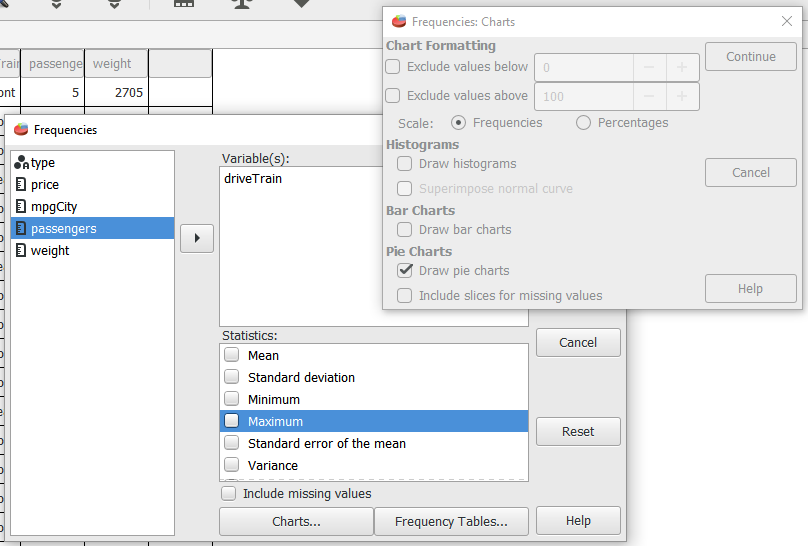 Frequencies: Charts
Chart Formatting
Exclude values below
0
Continue
Exclude values above
100
Scale:
Frequencies
Percentages
Histograms
Draw histograms
Cancel
Superimpose normal curve
Bar Charts
Draw bar charts
Pie Charts
Draw pie charts
Include slices for missing values
Help
passenge
weight
5
2705
Frequencies
type
price
mpgCity
passengers
weight
Variable(s):
driveTrain
Statistics:
Mean
Standard deviation
Minimum
Maximum
Standard error of the mean
Variance
Include missing values
Charts...
Frequency Tables...
Cancel
Reset
Help